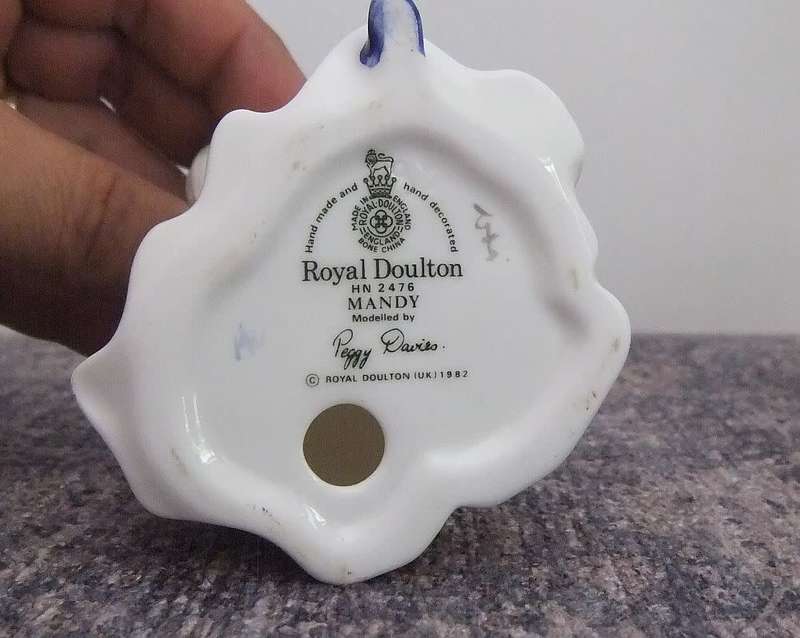 Hand made and hand decorated
MADE IN ENGLAND
ROYAL DOULTON
ENGLAND
BONE CHINA
Royal Doulton
HN 2476
MANDY
Modelled by
Peggy Davies.
© ROYAL DOULTON (UK) 1982